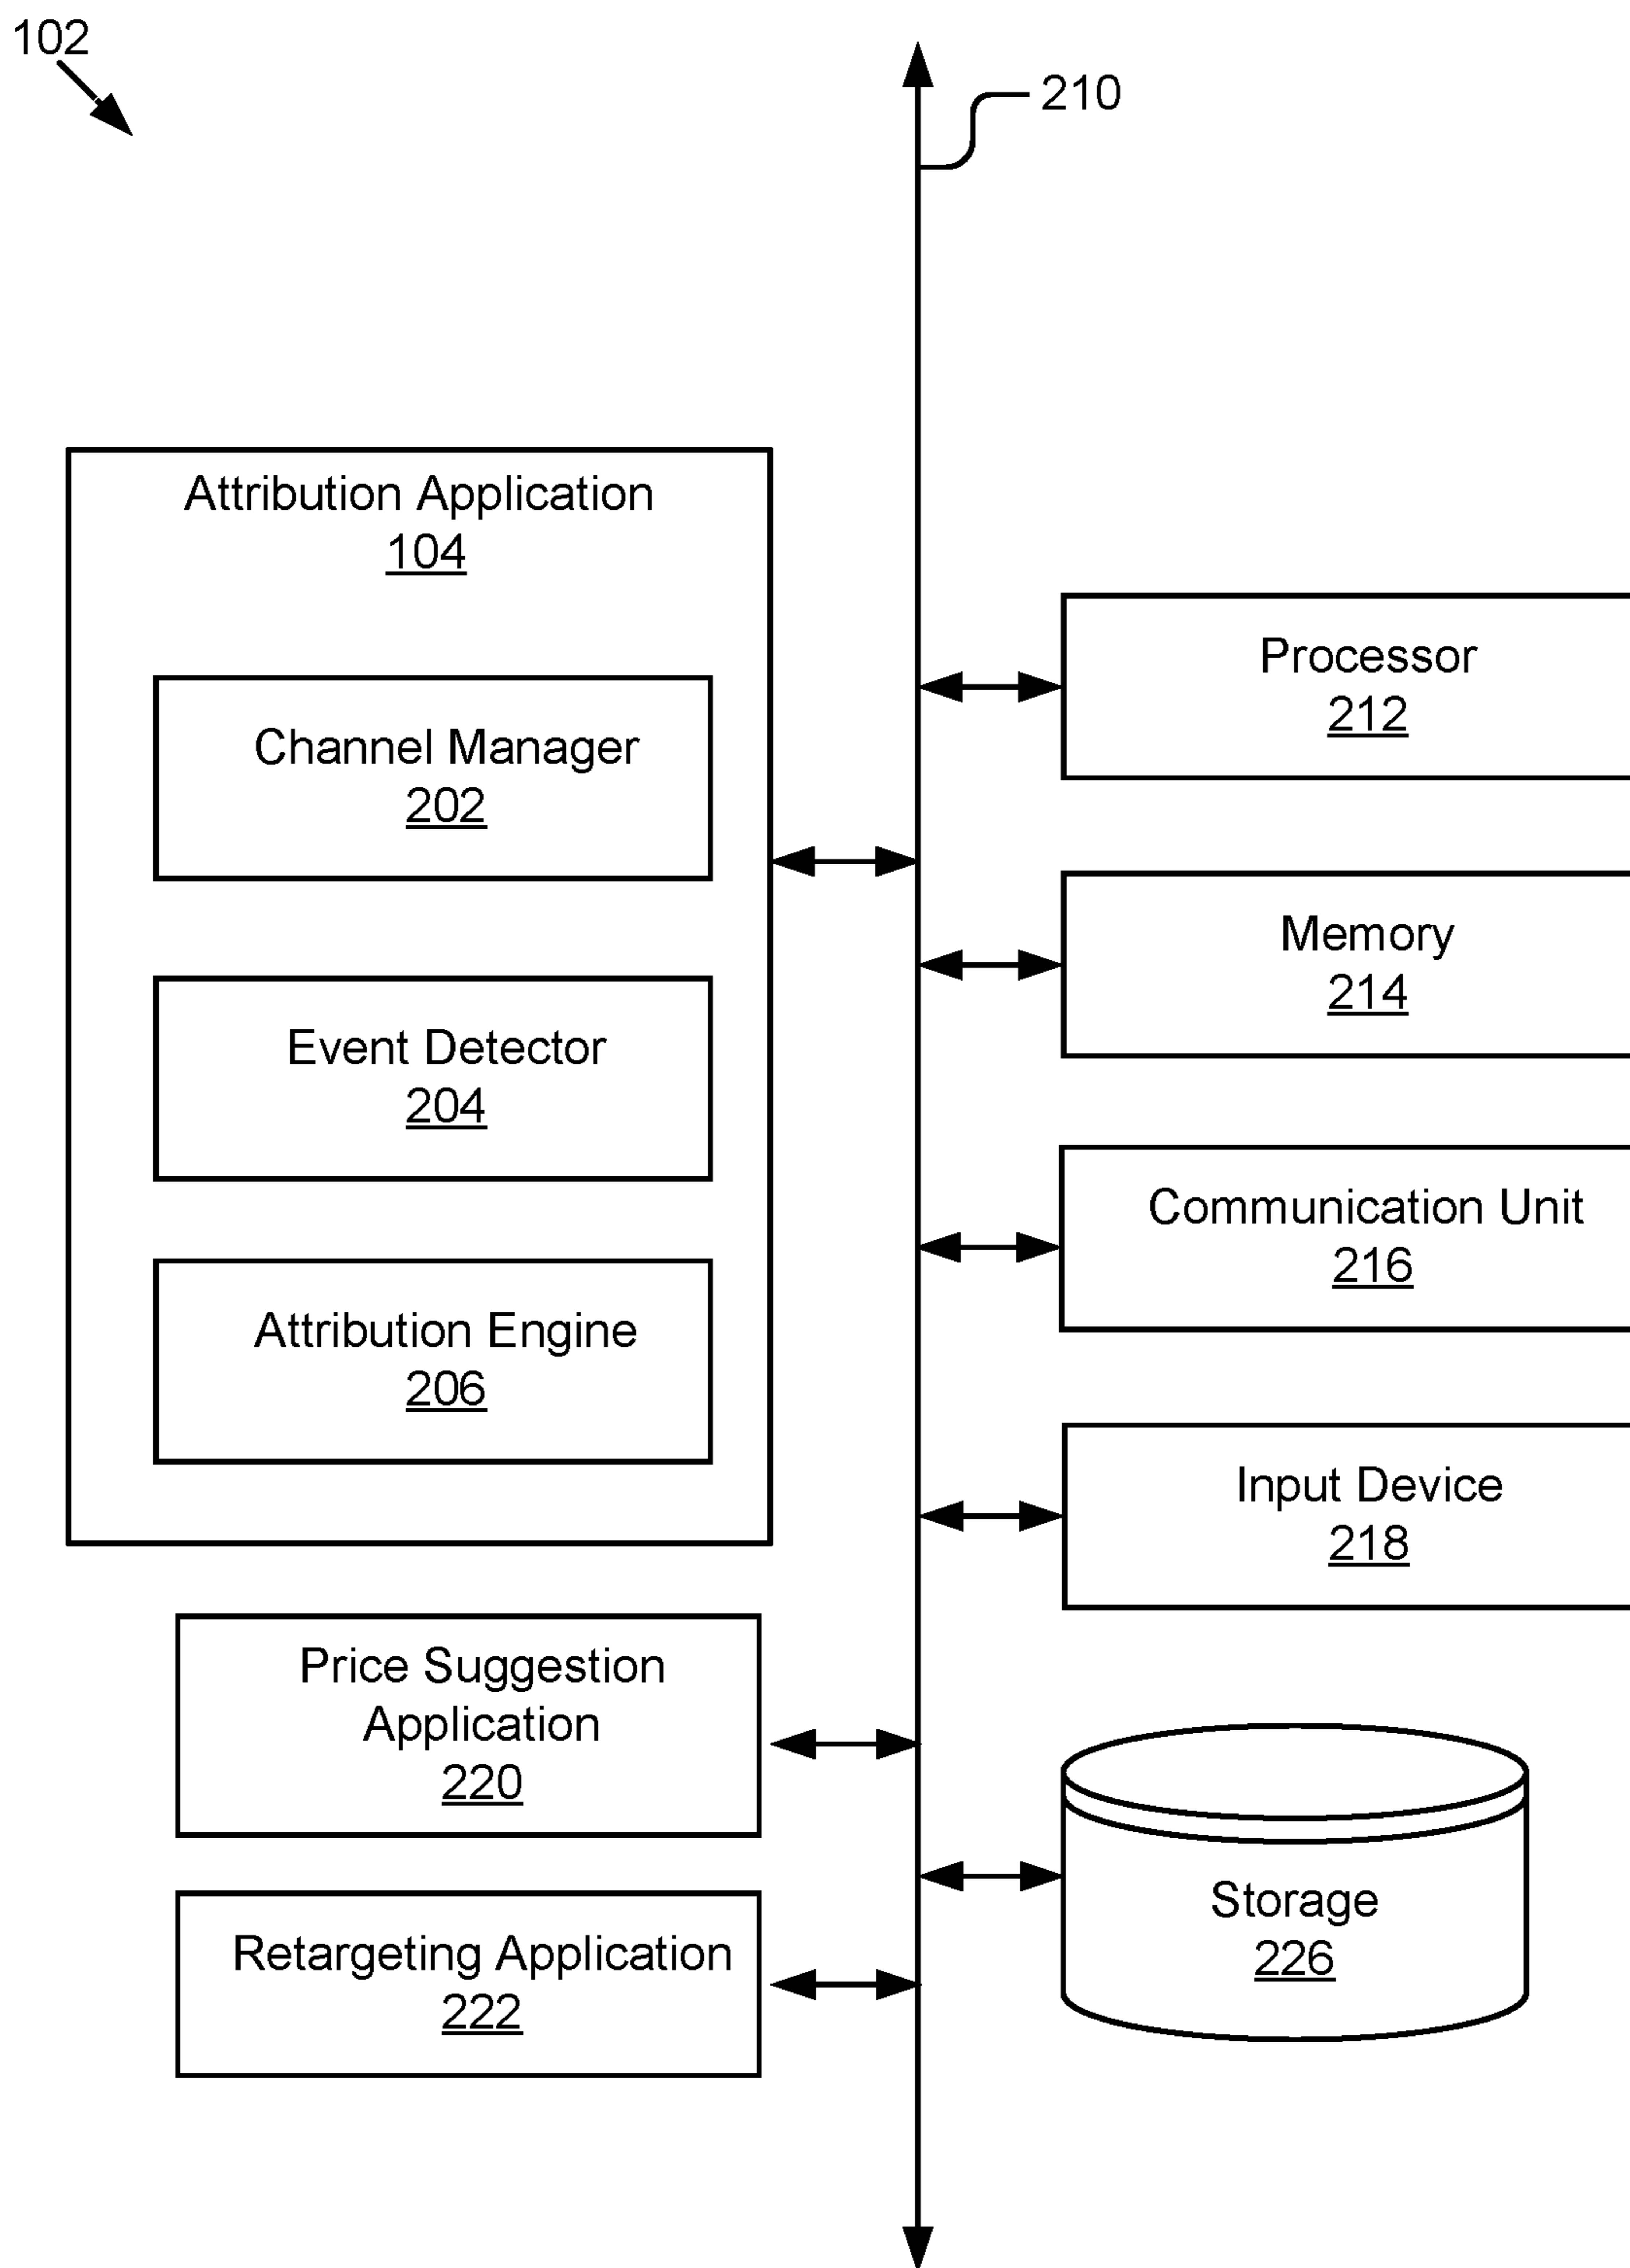 102
210
Attribution Application
104
Channel Manager
202
Event Detector
204
Attribution Engine
206
Price Suggestion
Application
220
Retargeting Application
222
Processor
212
Memory
214
Communication Unit
216
Input Device
218
Storage
226